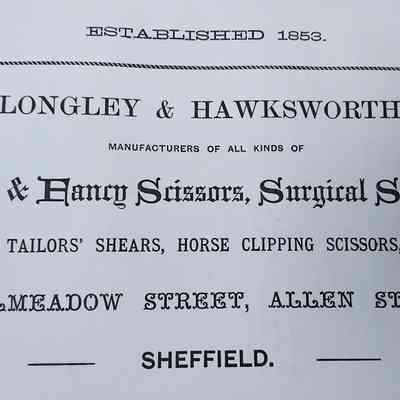 ESTABLISHED 1853.
LONGLEY & HAWKSWORTH
MANUFACTURERS OF ALL KINDS OF
& Fancy Scissors, Surgical S
TAILORS' SHEARS, HORSE CLIPPING SCISSORS,
LMEADOW STREET, ALLEN ST
SHEFFIELD.